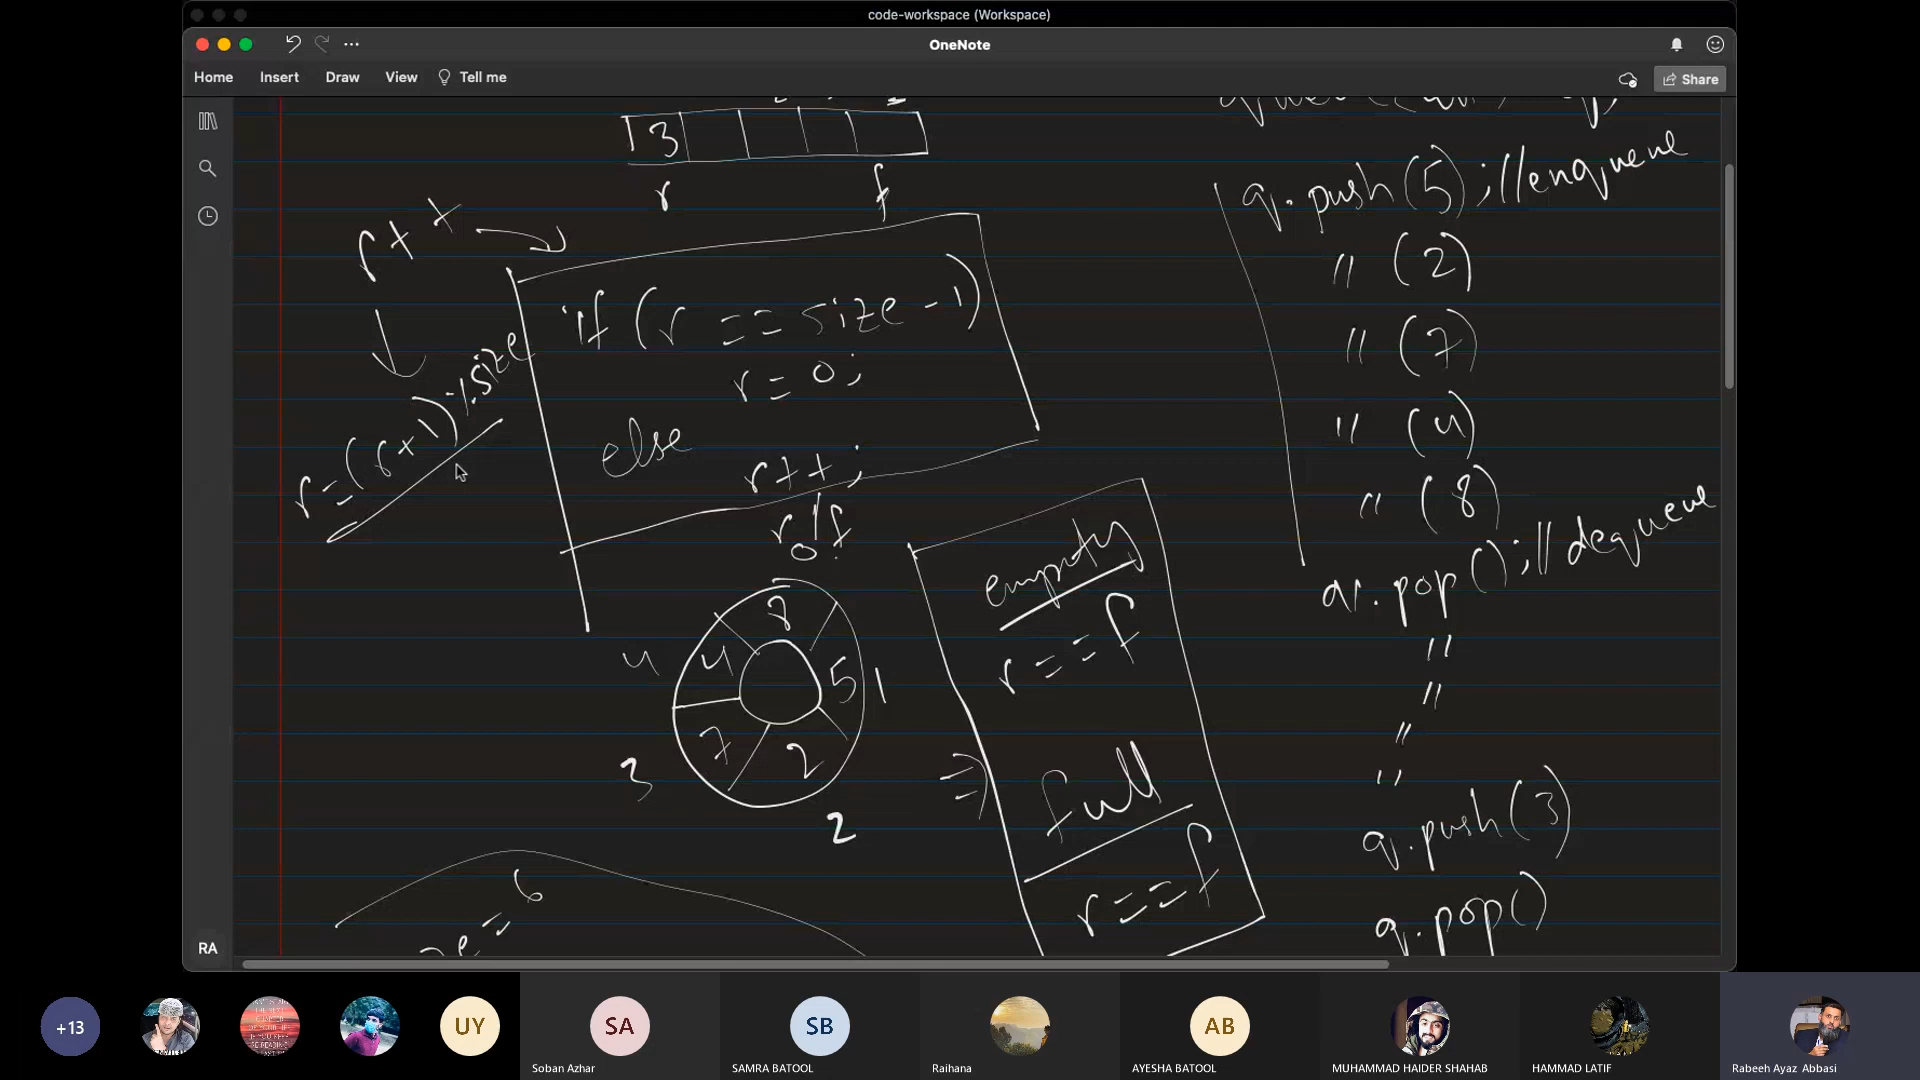 code-workspace (Workspace)
OneNote
Home Insert Draw View Tell me
Share
3
r f
r++
if (r == size - 1)
r = 0;
else
r++;
r = (r+1) % size
r f
0
8
4 4 5 1
3 7 2
2
empty
r == f
=>
full
r == f
= 6
q.push(5); //enqueue
" (2)
" (7)
" (4)
" (8)
q.pop(); // dequeue
"
"
"
"
q.push(3)
q.pop()
RA
+13
UY
SA
SB
AB
Soban Azhar
SAMRA BATOOL
Raihana
AYESHA BATOOL
MUHAMMAD HAIDER SHAHAB
HAMMAD LATIF
Rabeeh Ayaz Abbasi